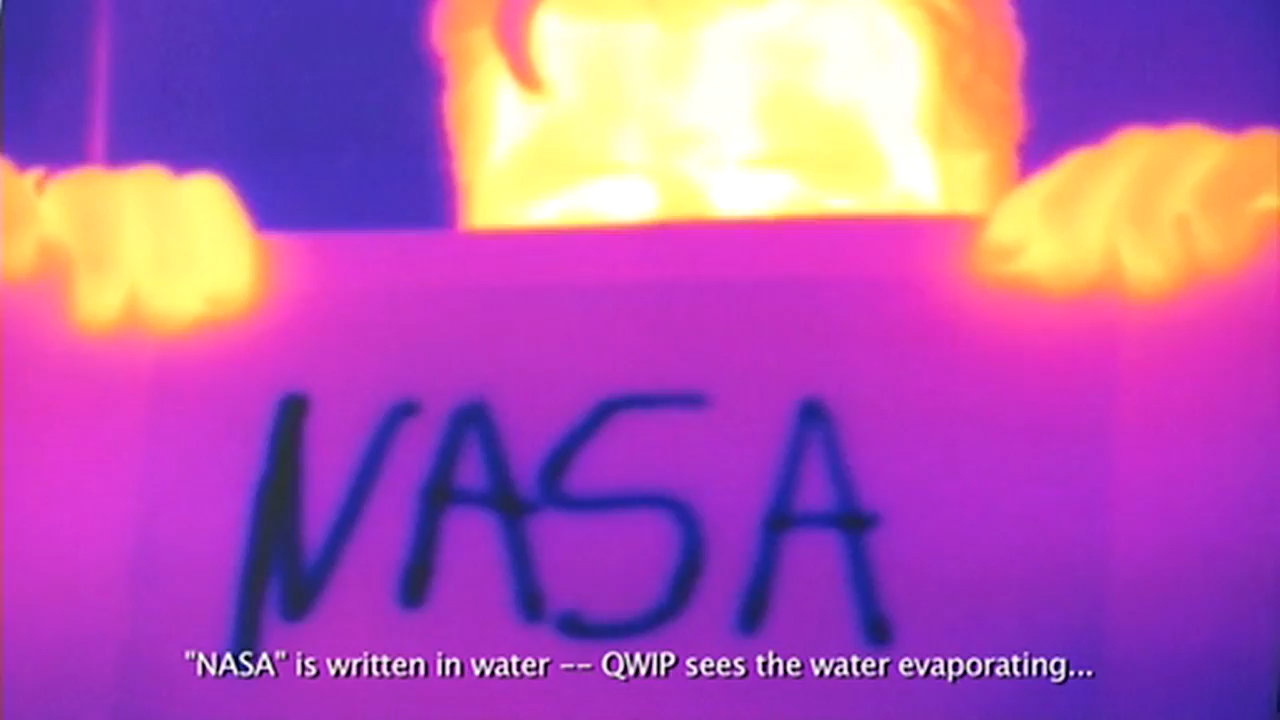 NASA
"NASA" is written in water -- QWIP sees the water evaporating...